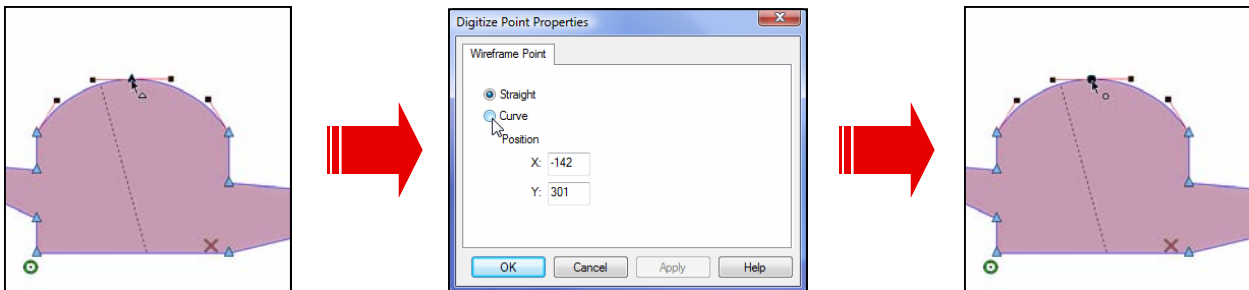 Digitize Point Properties
Wireframe Point
Straight
Curve
Position
X: -142
Y: 301
OK Cancel Apply Help